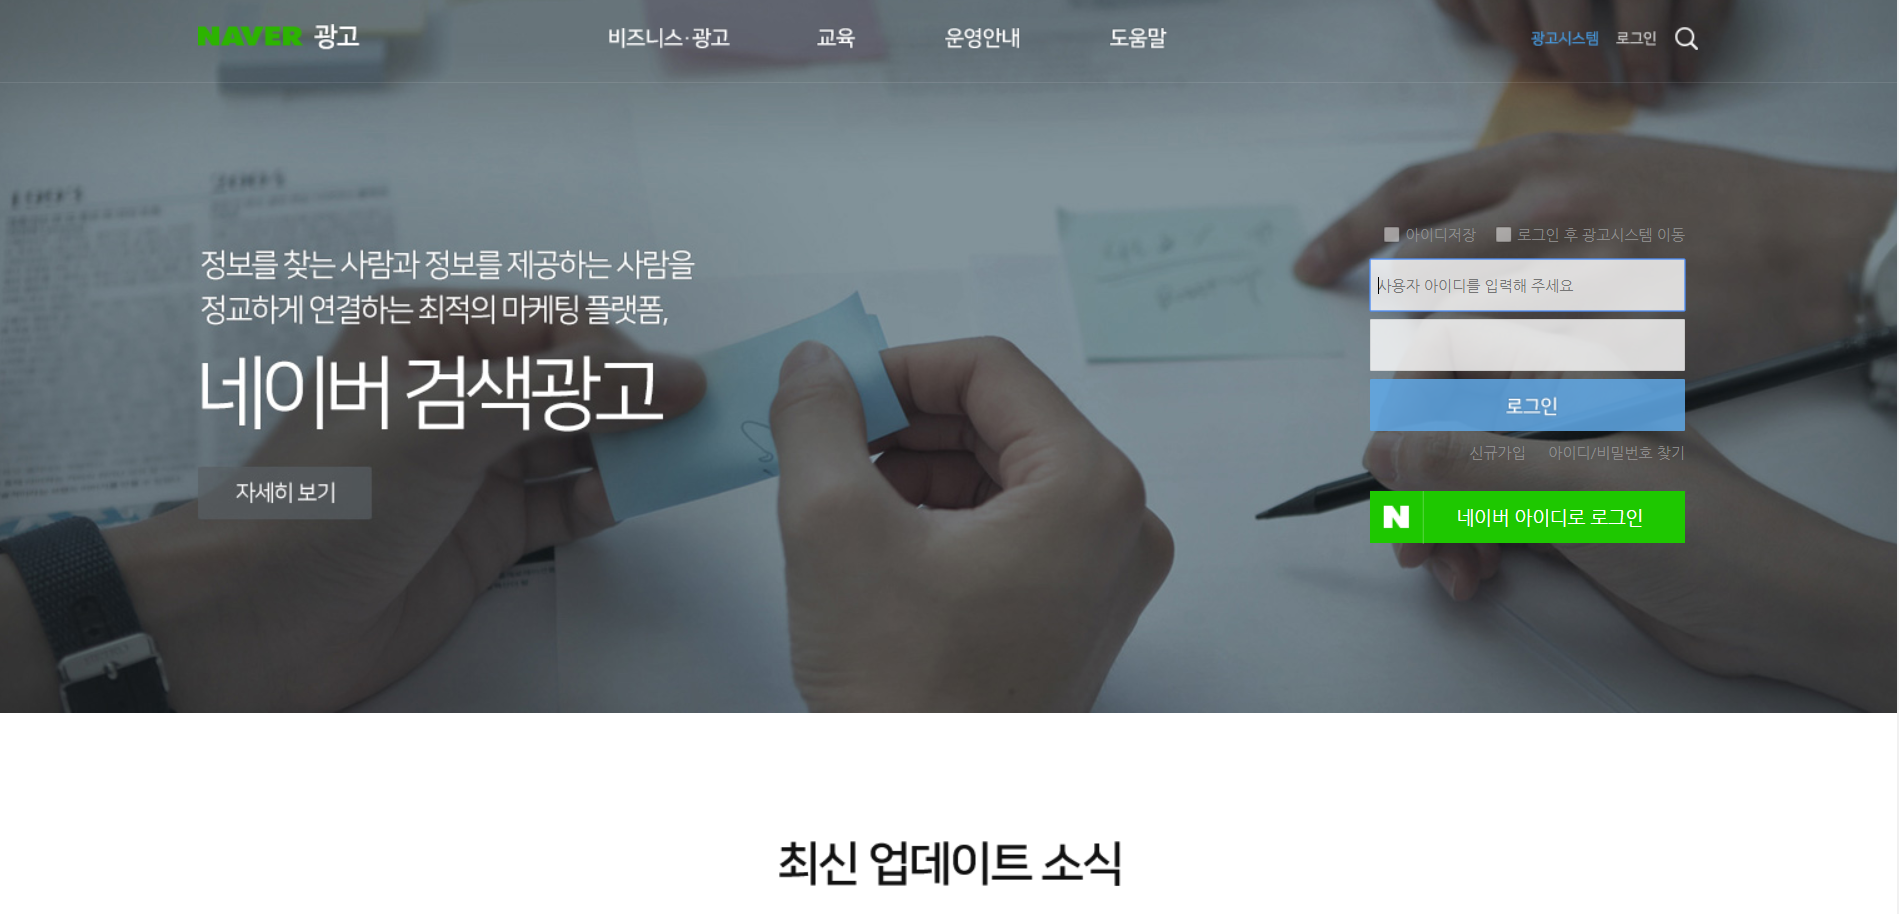 NAVER 광고
비즈니스·광고
교육
운영안내
도움말
광고시스템
로그인
정보를 찾는 사람과 정보를 제공하는 사람을
정교하게 연결하는 최적의 마케팅 플랫폼,
네이버 검색광고
자세히 보기
아이디저장
로그인 후 광고시스템 이동
사용자 아이디를 입력해 주세요
로그인
신규가입
아이디/비밀번호 찾기
N 네이버 아이디로 로그인
최신 업데이트 소식